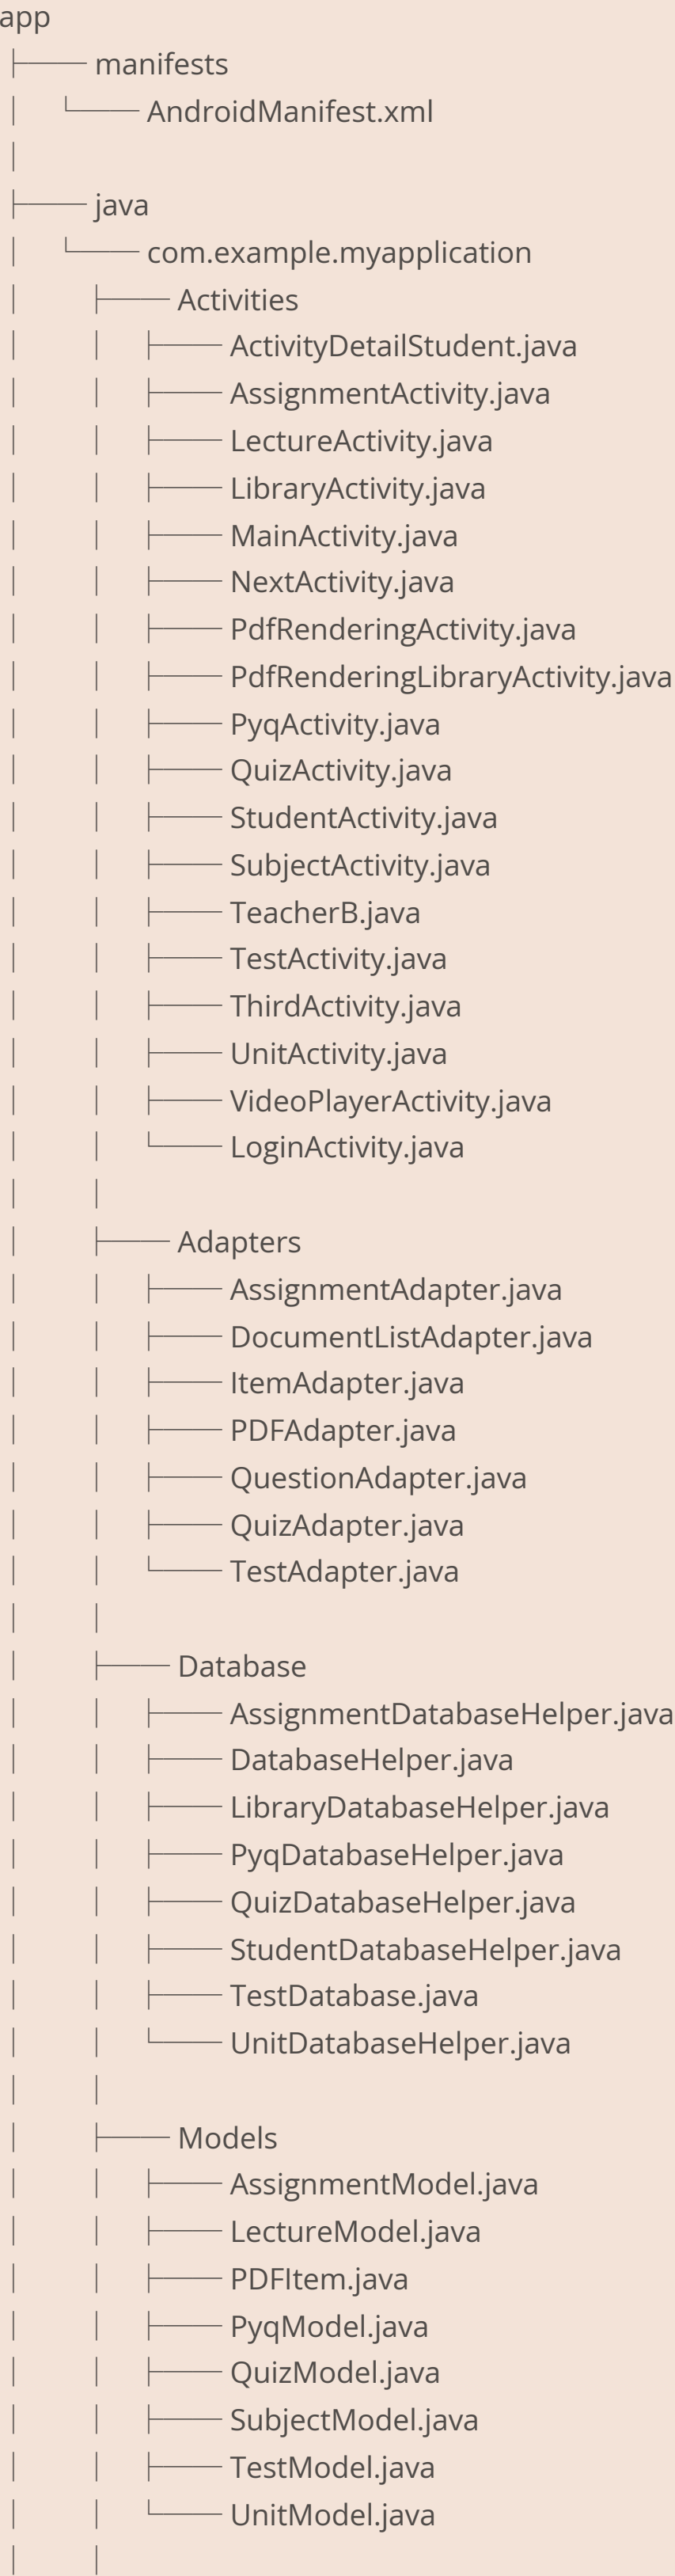 app
├── manifests
│   └── AndroidManifest.xml
│
├── java
│   └── com.example.myapplication
│       ├── Activities
│       │   ├── ActivityDetailStudent.java
│       │   ├── AssignmentActivity.java
│       │   ├── LectureActivity.java
│       │   ├── LibraryActivity.java
│       │   ├── MainActivity.java
│       │   ├── NextActivity.java
│       │   ├── PdfRenderingActivity.java
│       │   ├── PdfRenderingLibraryActivity.java
│       │   ├── PyqActivity.java
│       │   ├── QuizActivity.java
│       │   ├── StudentActivity.java
│       │   ├── SubjectActivity.java
│       │   ├── TeacherB.java
│       │   ├── TestActivity.java
│       │   ├── ThirdActivity.java
│       │   ├── UnitActivity.java
│       │   ├── VideoPlayerActivity.java
│       │   └── LoginActivity.java
│       │
│       ├── Adapters
│       │   ├── AssignmentAdapter.java
│       │   ├── DocumentListAdapter.java
│       │   ├── ItemAdapter.java
│       │   ├── PDFAdapter.java
│       │   ├── QuestionAdapter.java
│       │   ├── QuizAdapter.java
│       │   └── TestAdapter.java
│       │
│       ├── Database
│       │   ├── AssignmentDatabaseHelper.java
│       │   ├── DatabaseHelper.java
│       │   ├── LibraryDatabaseHelper.java
│       │   ├── PyqDatabaseHelper.java
│       │   ├── QuizDatabaseHelper.java
│       │   ├── StudentDatabaseHelper.java
│       │   ├── TestDatabase.java
│       │   └── UnitDatabaseHelper.java
│       │
│       ├── Models
│       │   ├── AssignmentModel.java
│       │   ├── LectureModel.java
│       │   ├── PDFItem.java
│       │   ├── PyqModel.java
│       │   ├── QuizModel.java
│       │   ├── SubjectModel.java
│       │   ├── TestModel.java
│       │   └── UnitModel.java
│       │